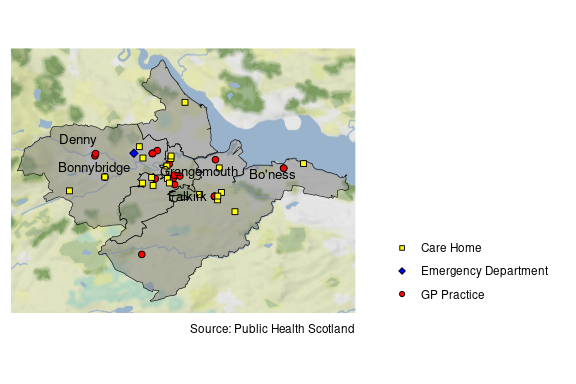 Denny
Bonnybridge
Grangemouth
Bo'ness
Falkirk
Care Home
Emergency Department
GP Practice
Source: Public Health Scotland